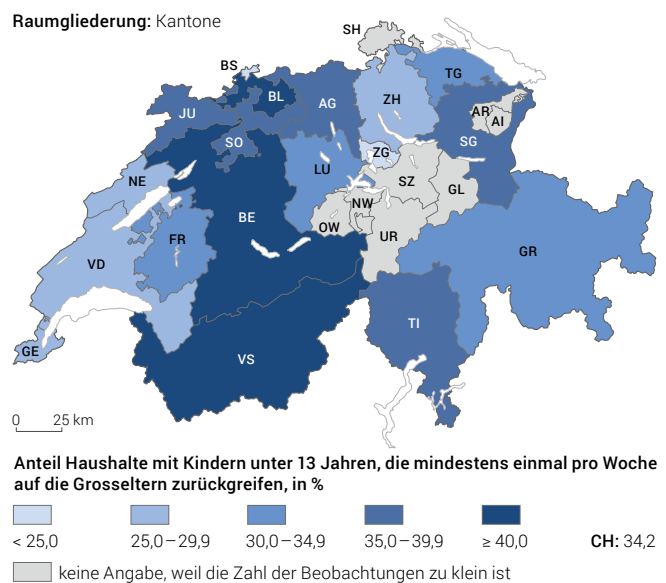 Raumgliederung: Kantone
SH
BS
TG
BL
AG
ZH
JU
AR
AI
SO
SG
ZG
LU
NE
SZ
GL
NW
BE
OW
FR
UR
GR
VD
TI
GE
VS
0 25 km
Anteil Haushalte mit Kindern unter 13 Jahren, die mindestens einmal pro Woche
auf die Grosseltern zurückgreifen, in %
< 25,0 25,0–29,9 30,0–34,9 35,0–39,9 ≥ 40,0 CH: 34,2
keine Angabe, weil die Zahl der Beobachtungen zu klein ist